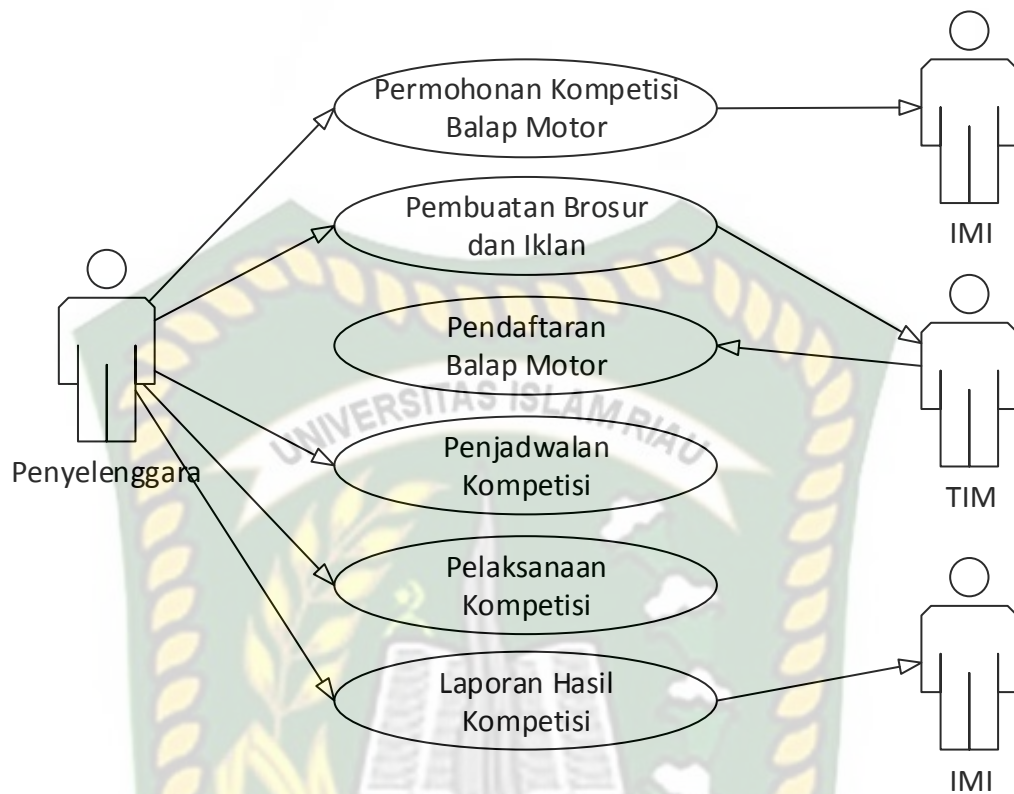 Permohonan Kompetisi
Balap Motor
IMI
Pembuatan Brosur
dan Iklan
Penyelenggara
Pendaftaran
Balap Motor
TIM
UNIVERSITAS ISLAM RIAU
Penjadwalan
Kompetisi
Pelaksanaan
Kompetisi
Laporan Hasil
Kompetisi
IMI